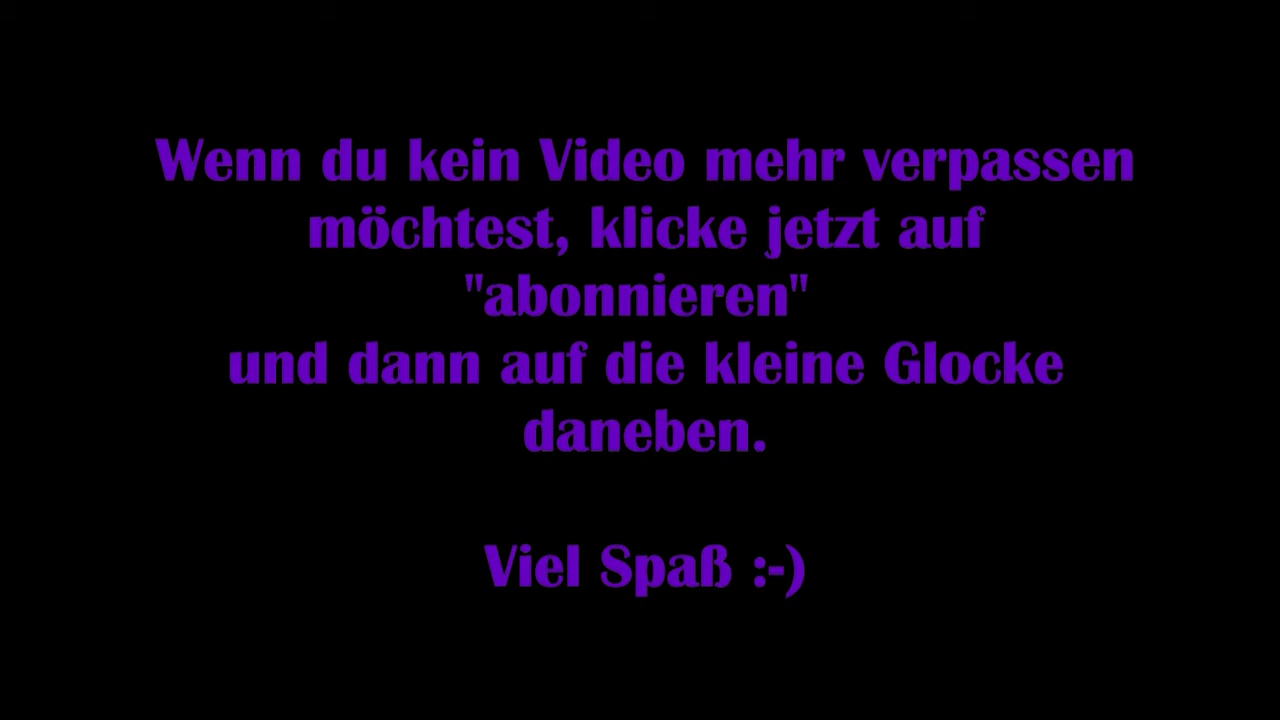 Wenn du kein Video mehr verpassen
möchtest, klicke jetzt auf
"abonnieren"
und dann auf die kleine Glocke
daneben.
Viel Spaß :-)